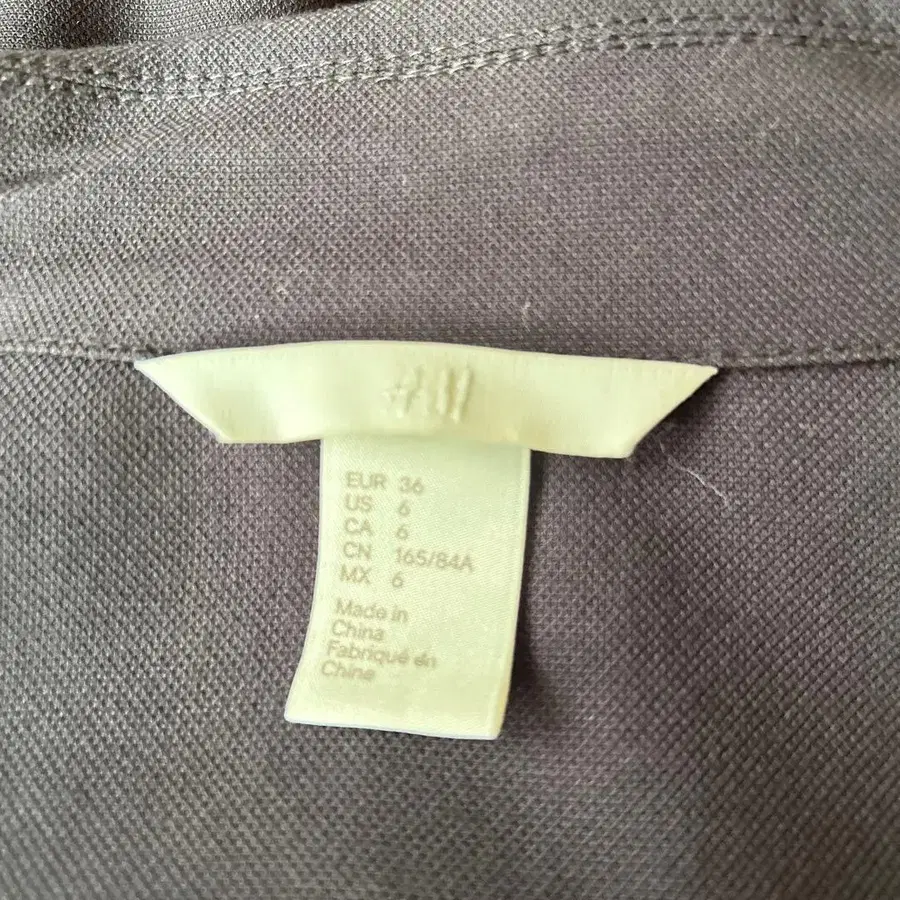 H&M
EUR 36
US 6
CA 6
CN 165/84A
MX 6
Made in
China
Fabriqué en
Chine